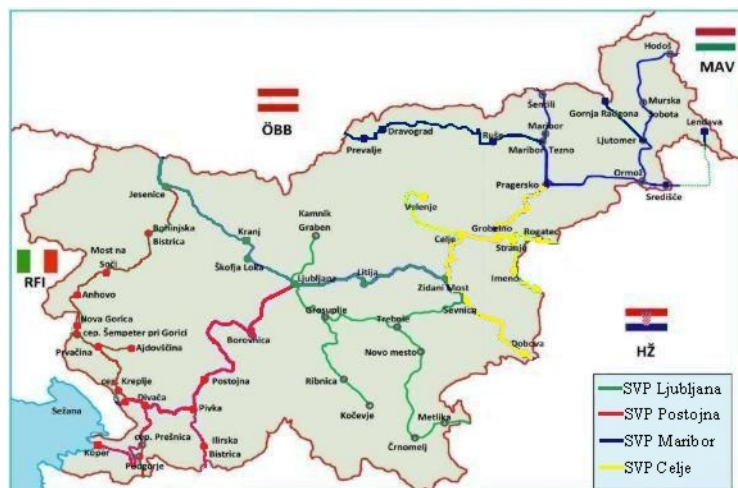 MAV
Hodoš
ÖBB
Murska
Sobota
Šentilj
Gornja Radgona
Lendava
Dravograd
Prevalje
Ruše
Maribor
Maribor Tezno
Ljutomer
Ormož
Središče
Pragersko
Jesenice
Velenje
Bohinjska
Bistrica
Kranj
Kamnik
Graben
Celje
Grobelno
Rogatec
Stranje
Most na
Soči
RFI
Škofja Loka
Ljubljana
Litija
Zidani Most
Imeno
Anhovo
Sevnica
HŽ
Nova Gorica
cep. Šempeter pri Gorici
Grosuplje
Trebnje
Borovnica
Dobova
Prvačina
Ajdovščina
Novo mesto
cep. Kreplje
Postojna
Ribnica
Sežana
Divača
Pivka
Kočevje
Metlika
cep. Prešnica
Ilirska
Bistrica
Črnomelj
Koper
Podgorje
SVP Ljubljana
SVP Postojna
SVP Maribor
SVP Celje